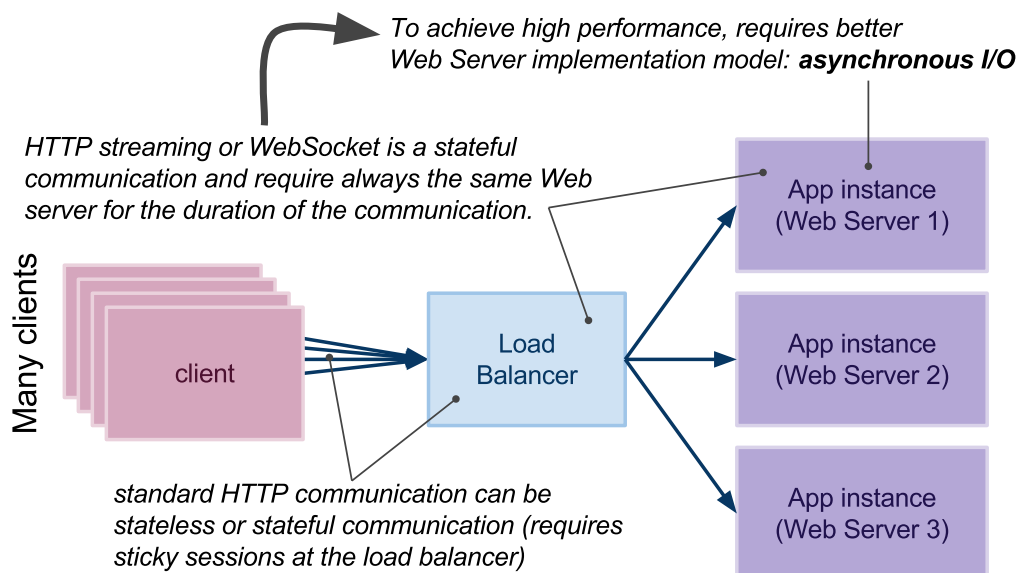 To achieve high performance, requires better
Web Server implementation model: asynchronous I/O
HTTP streaming or WebSocket is a stateful
communication and require always the same Web
server for the duration of the communication.
Many clients
client
Load
Balancer
App instance
(Web Server 1)
App instance
(Web Server 2)
App instance
(Web Server 3)
standard HTTP communication can be
stateless or stateful communication (requires
sticky sessions at the load balancer)